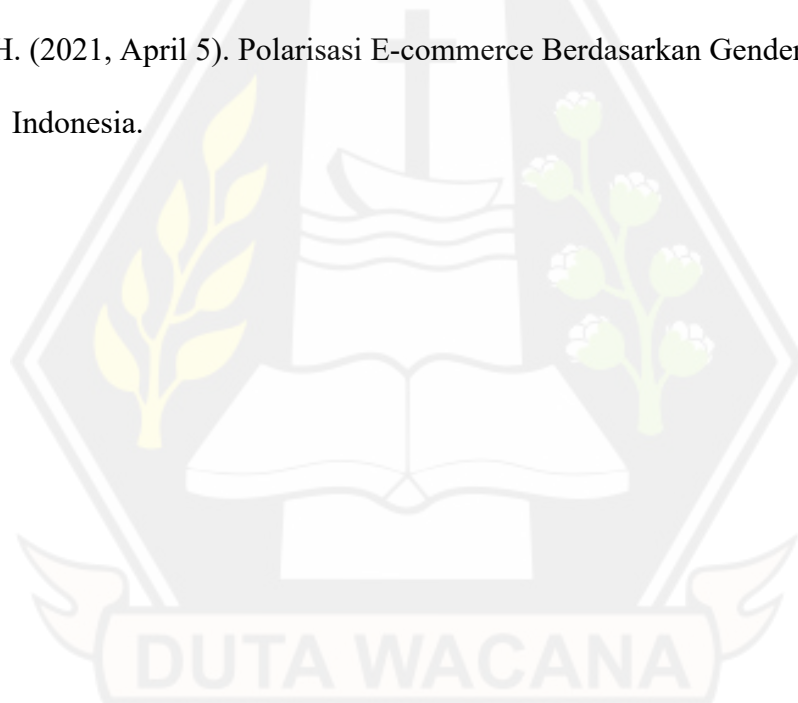 H. (2021, April 5). Polarisasi E-commerce Berdasarkan Gender
Indonesia.
DUTA WACANA